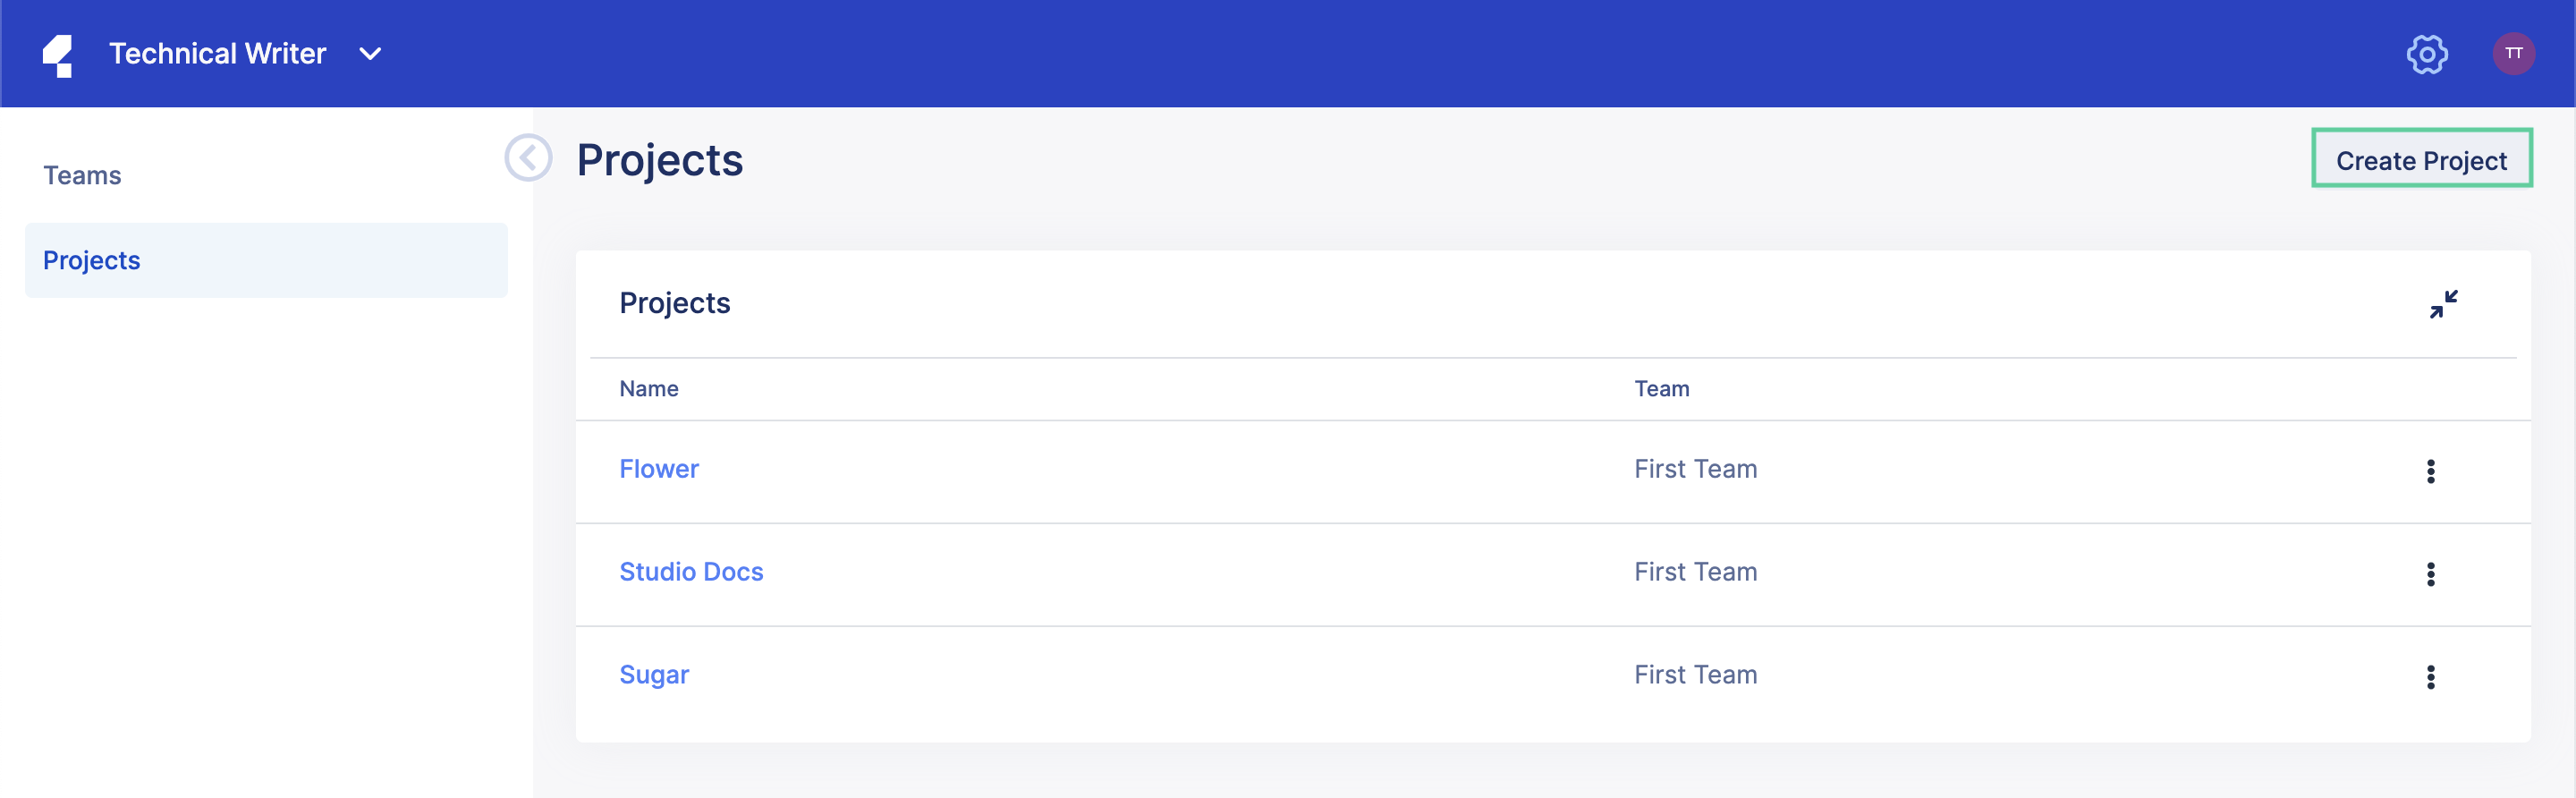 Technical Writer
TT
Teams
Projects
Projects
Create Project
Projects
Name Team
Flower First Team
Studio Docs First Team
Sugar First Team